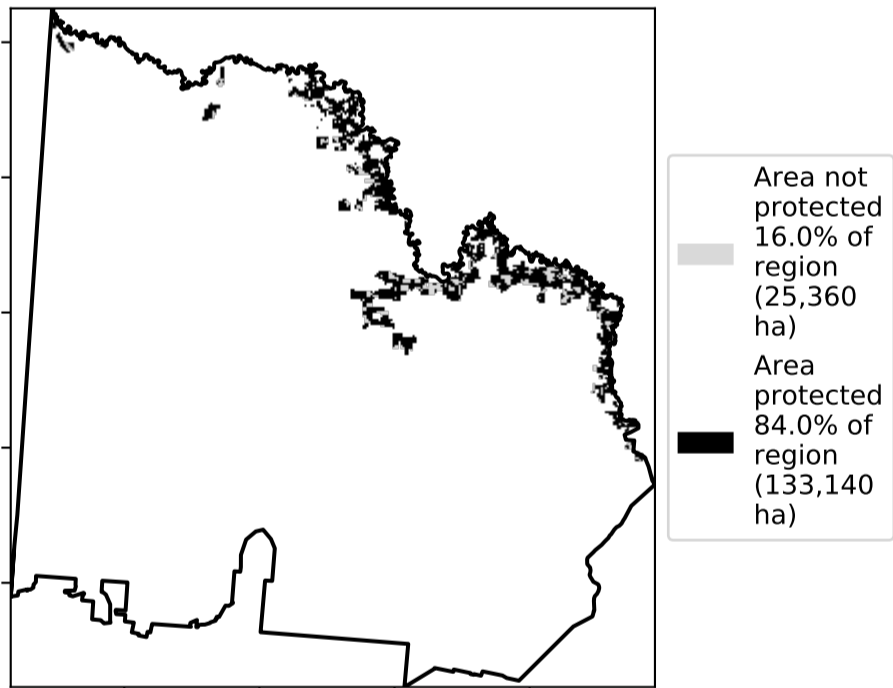 Area not
protected
16.0% of
region
(25,360
ha)
Area
protected
84.0% of
region
(133,140
ha)